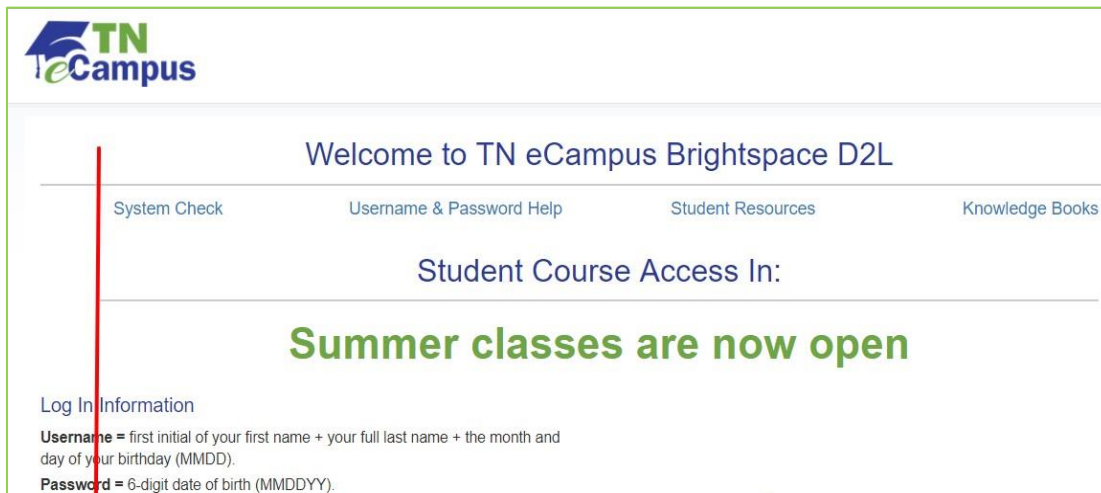 TN
eCampus
Welcome to TN eCampus Brightspace D2L
System Check Username & Password Help Student Resources Knowledge Books
Student Course Access In:
Summer classes are now open
Log In Information
Username = first initial of your first name + your full last name + the month and
day of your birthday (MMDD).
Password = 6-digit date of birth (MMDDYY).